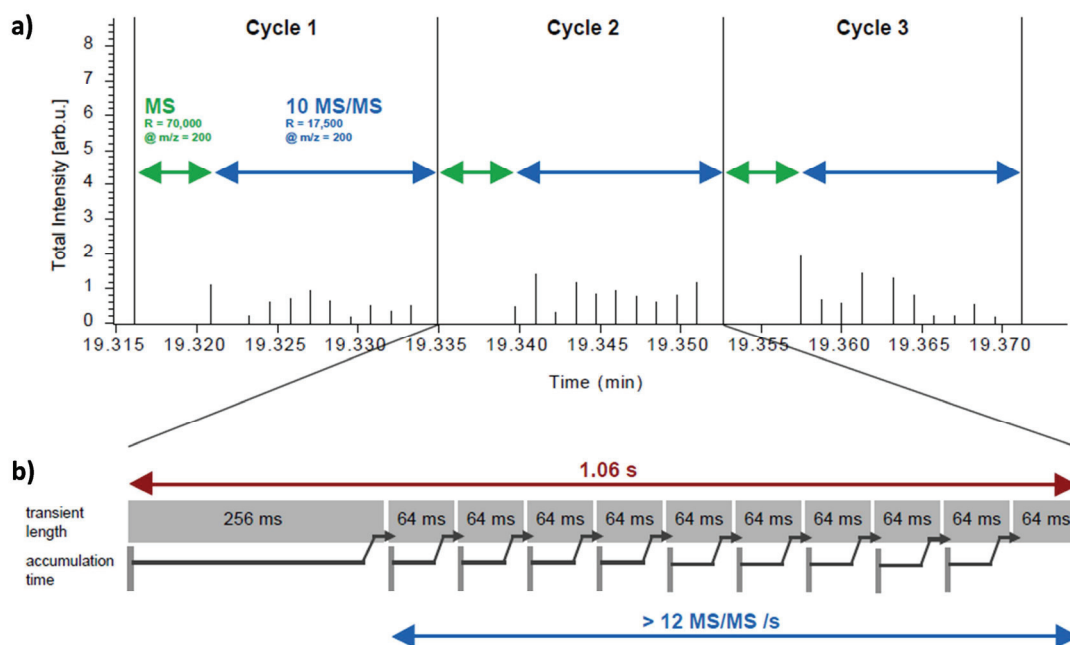 a)
Cycle 1
Cycle 2
Cycle 3
Total Intensity [arb.u.]
8
7
6
5
4
3
2
1
0
MS
R = 70,000
@ m/z = 200
10 MS/MS
R = 17,500
@ m/z = 200
19.315 19.320 19.325 19.330 19.335 19.340 19.345 19.350 19.355 19.360 19.365 19.370
Time (min)
b)
1.06 s
transient
length
256 ms 64 ms 64 ms 64 ms 64 ms 64 ms 64 ms 64 ms 64 ms 64 ms 64 ms
accumulation
time
> 12 MS/MS /s